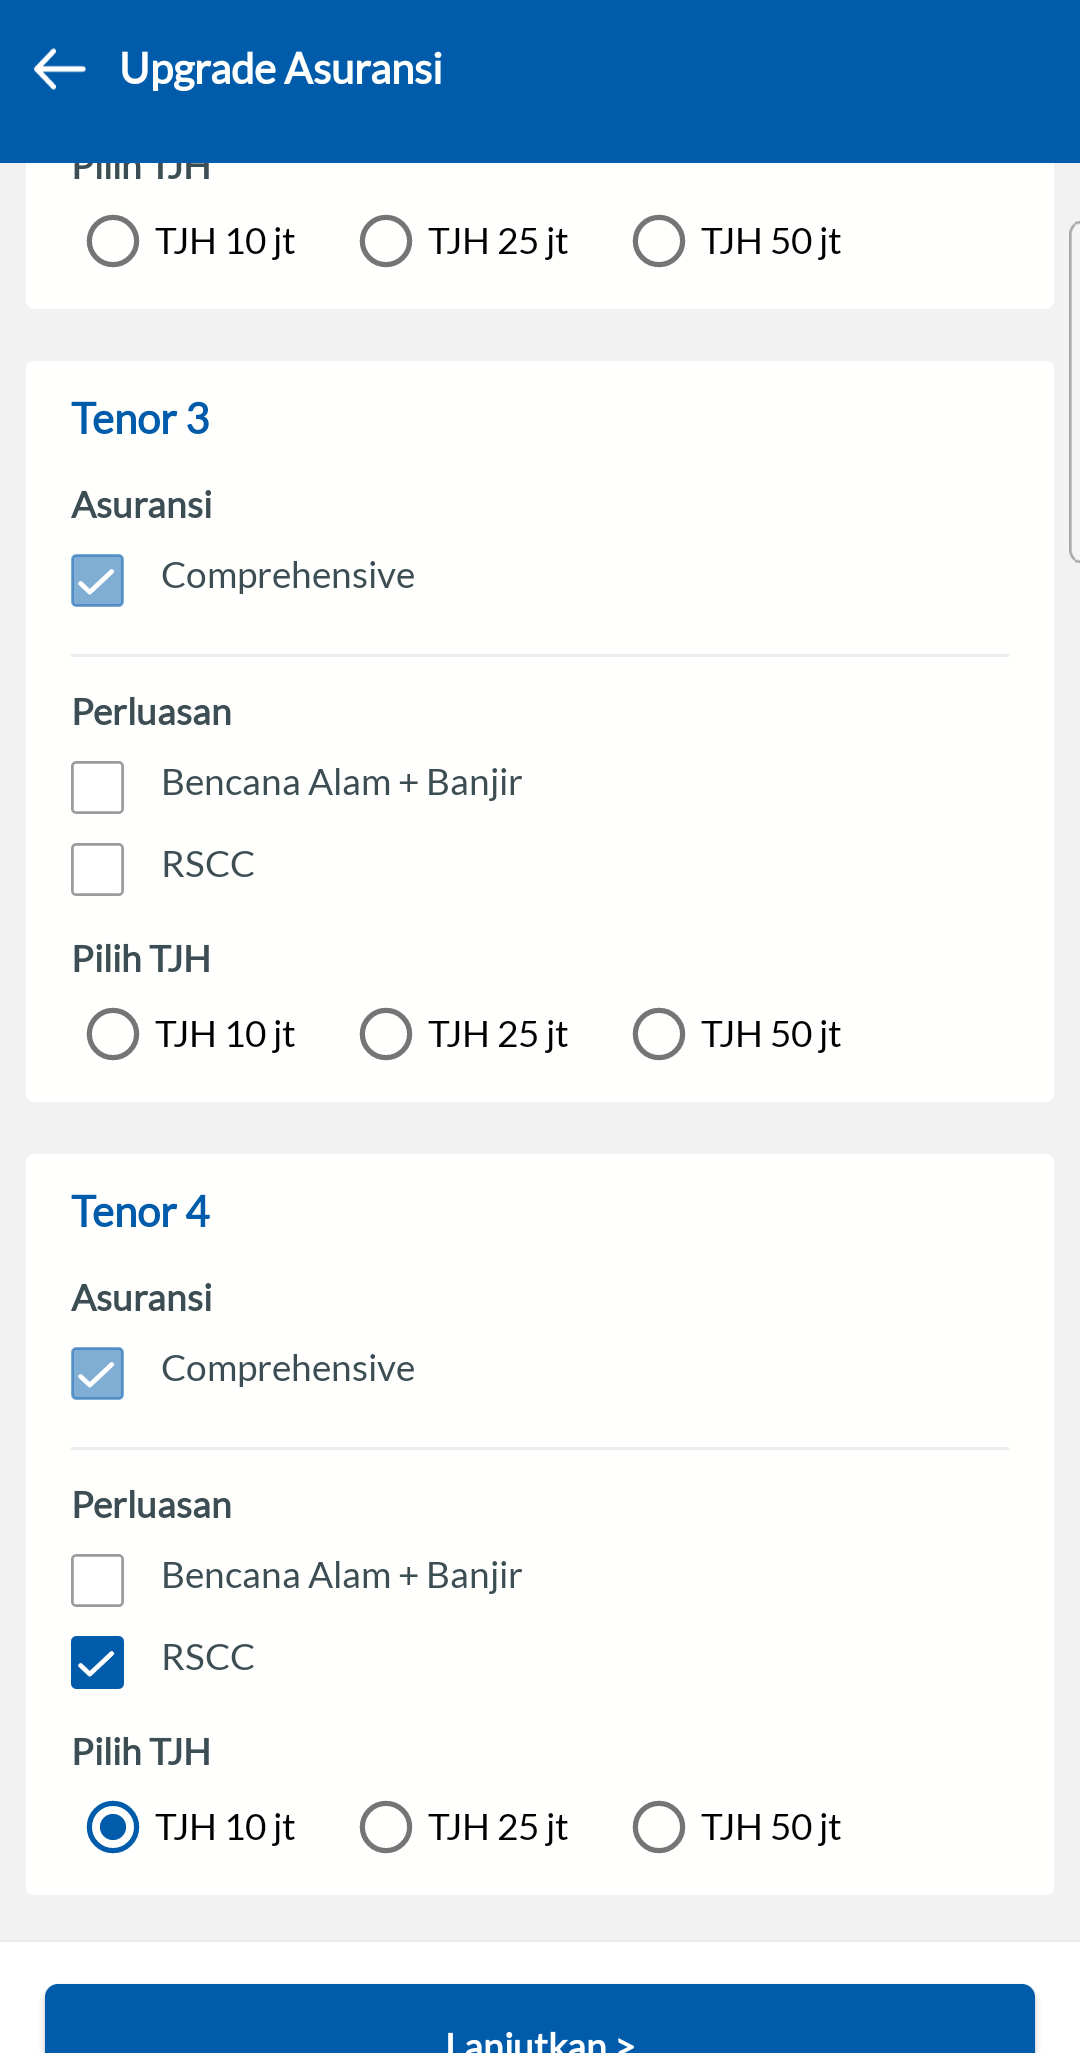 Upgrade Asuransi
Pilih TJH
TJH 10 jt TJH 25 jt TJH 50 jt
Tenor 3
Asuransi
Comprehensive
Perluasan
Bencana Alam + Banjir
RSCC
Pilih TJH
TJH 10 jt TJH 25 jt TJH 50 jt
Tenor 4
Asuransi
Comprehensive
Perluasan
Bencana Alam + Banjir
RSCC
Pilih TJH
TJH 10 jt TJH 25 jt TJH 50 jt
Lanjutkan >